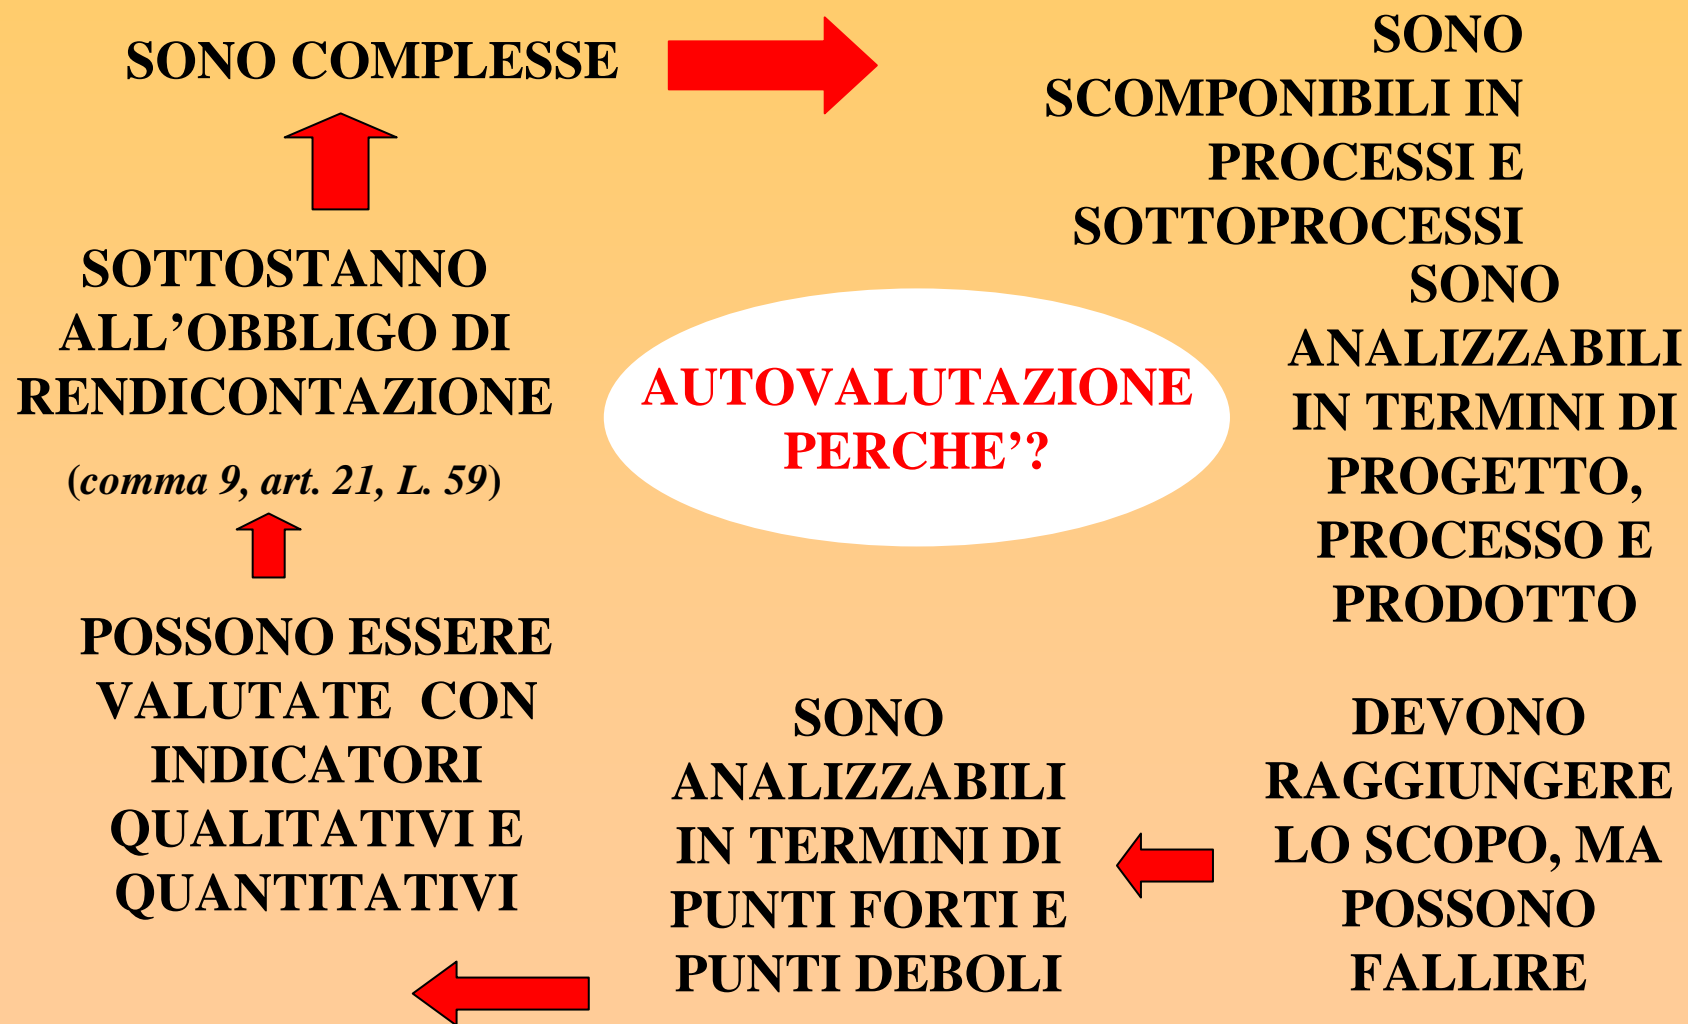 SONO COMPLESSE
SONO
SCOMPONIBILI IN
PROCESSI E
SOTTOPROCESSI
SONO
ANALIZZABILI
IN TERMINI DI
PROGETTO,
PROCESSO E
PRODOTTO
DEVONO
RAGGIUNGERE
LO SCOPO, MA
POSSONO
FALLIRE
SONO
ANALIZZABILI
IN TERMINI DI
PUNTI FORTI E
PUNTI DEBOLI
POSSONO ESSERE
VALUTATE  CON
INDICATORI
QUALITATIVI E
QUANTITATIVI
SOTTOSTANNO
ALL’OBBLIGO DI
RENDICONTAZIONE
(comma 9, art. 21, L. 59)
AUTOVALUTAZIONE
PERCHE’?